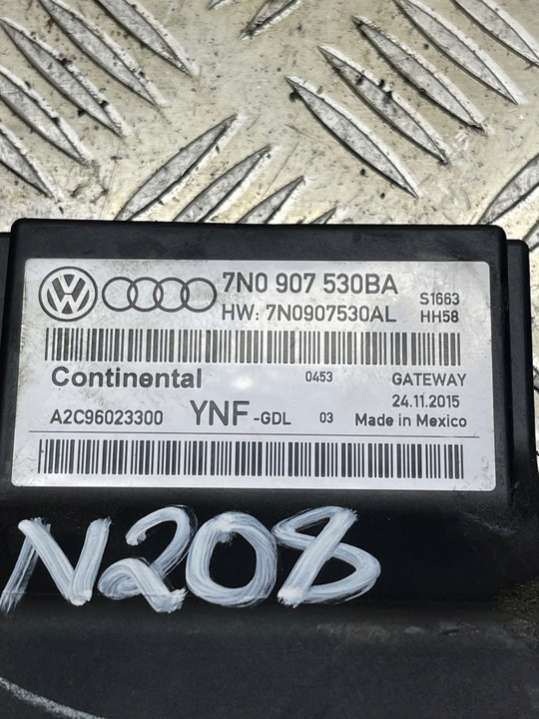 7N0 907 530BA
HW: 7N0907530AL
S1663
HH58
Continental 0453 GATEWAY
24.11.2015
A2C96023300 YNF -GDL 03 Made in Mexico
N208